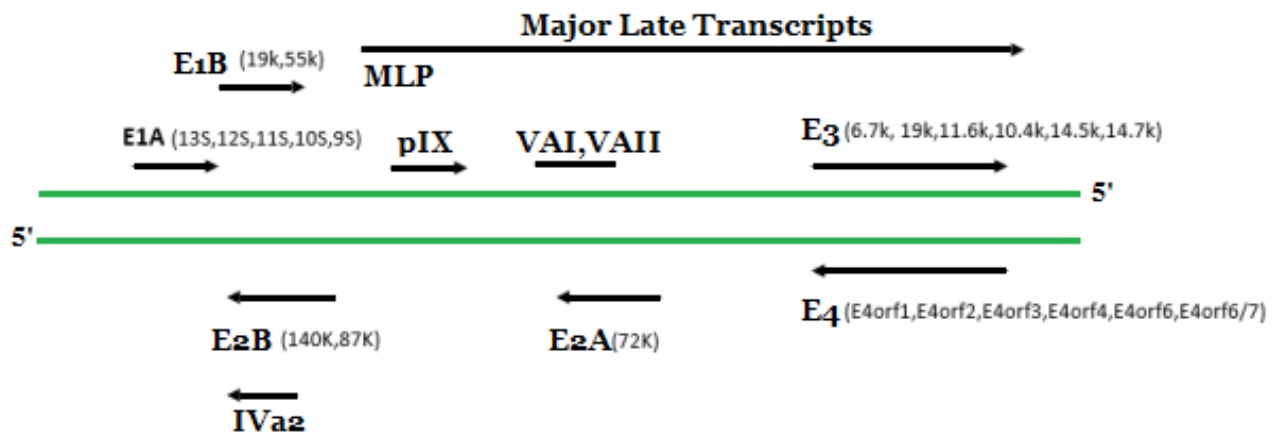 Major Late Transcripts
E1B (19k,55k)
MLP
E1A (13S,12S,11S,10S,9S)
pIX
VAI,VAII
E3 (6.7k, 19k,11.6k,10.4k,14.5k,14.7k)
5'
5'
E2B (140K,87K)
E2A(72K)
E4 (E4orf1,E4orf2,E4orf3,E4orf4,E4orf6,E4orf6/7)
IVa2